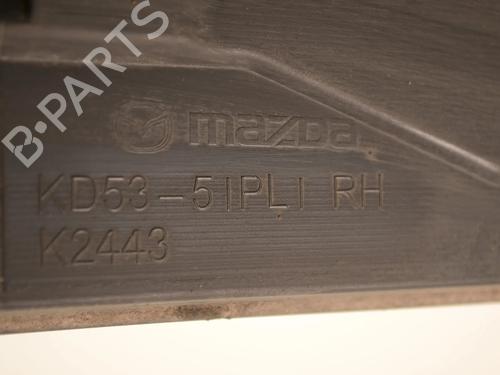 B-PARTS
mazda
KD53-51PL1 RH
K2443